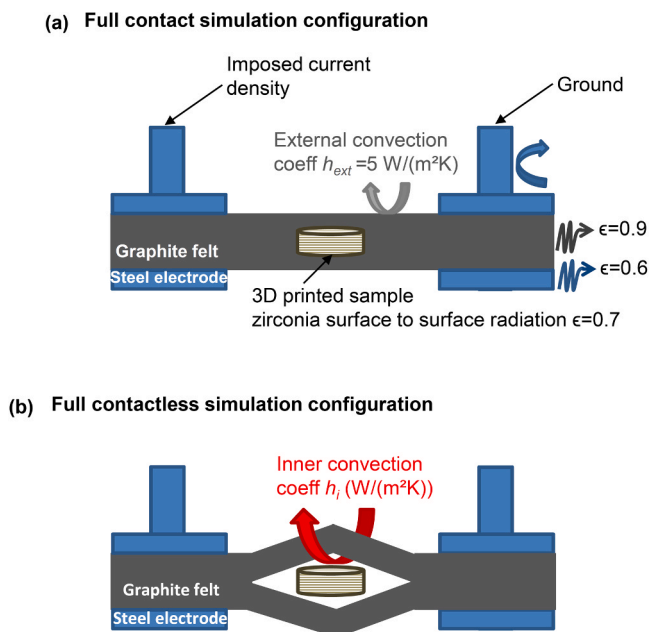 (a) Full contact simulation configuration
Imposed current
density
Ground
External convection
coeff hext =5 W/(m²K)
Graphite felt
Steel electrode
ϵ=0.9
ϵ=0.6
3D printed sample
zirconia surface to surface radiation ϵ=0.7
(b) Full contactless simulation configuration
Inner convection
coeff hi (W/(m²K))
Graphite felt
Steel electrode